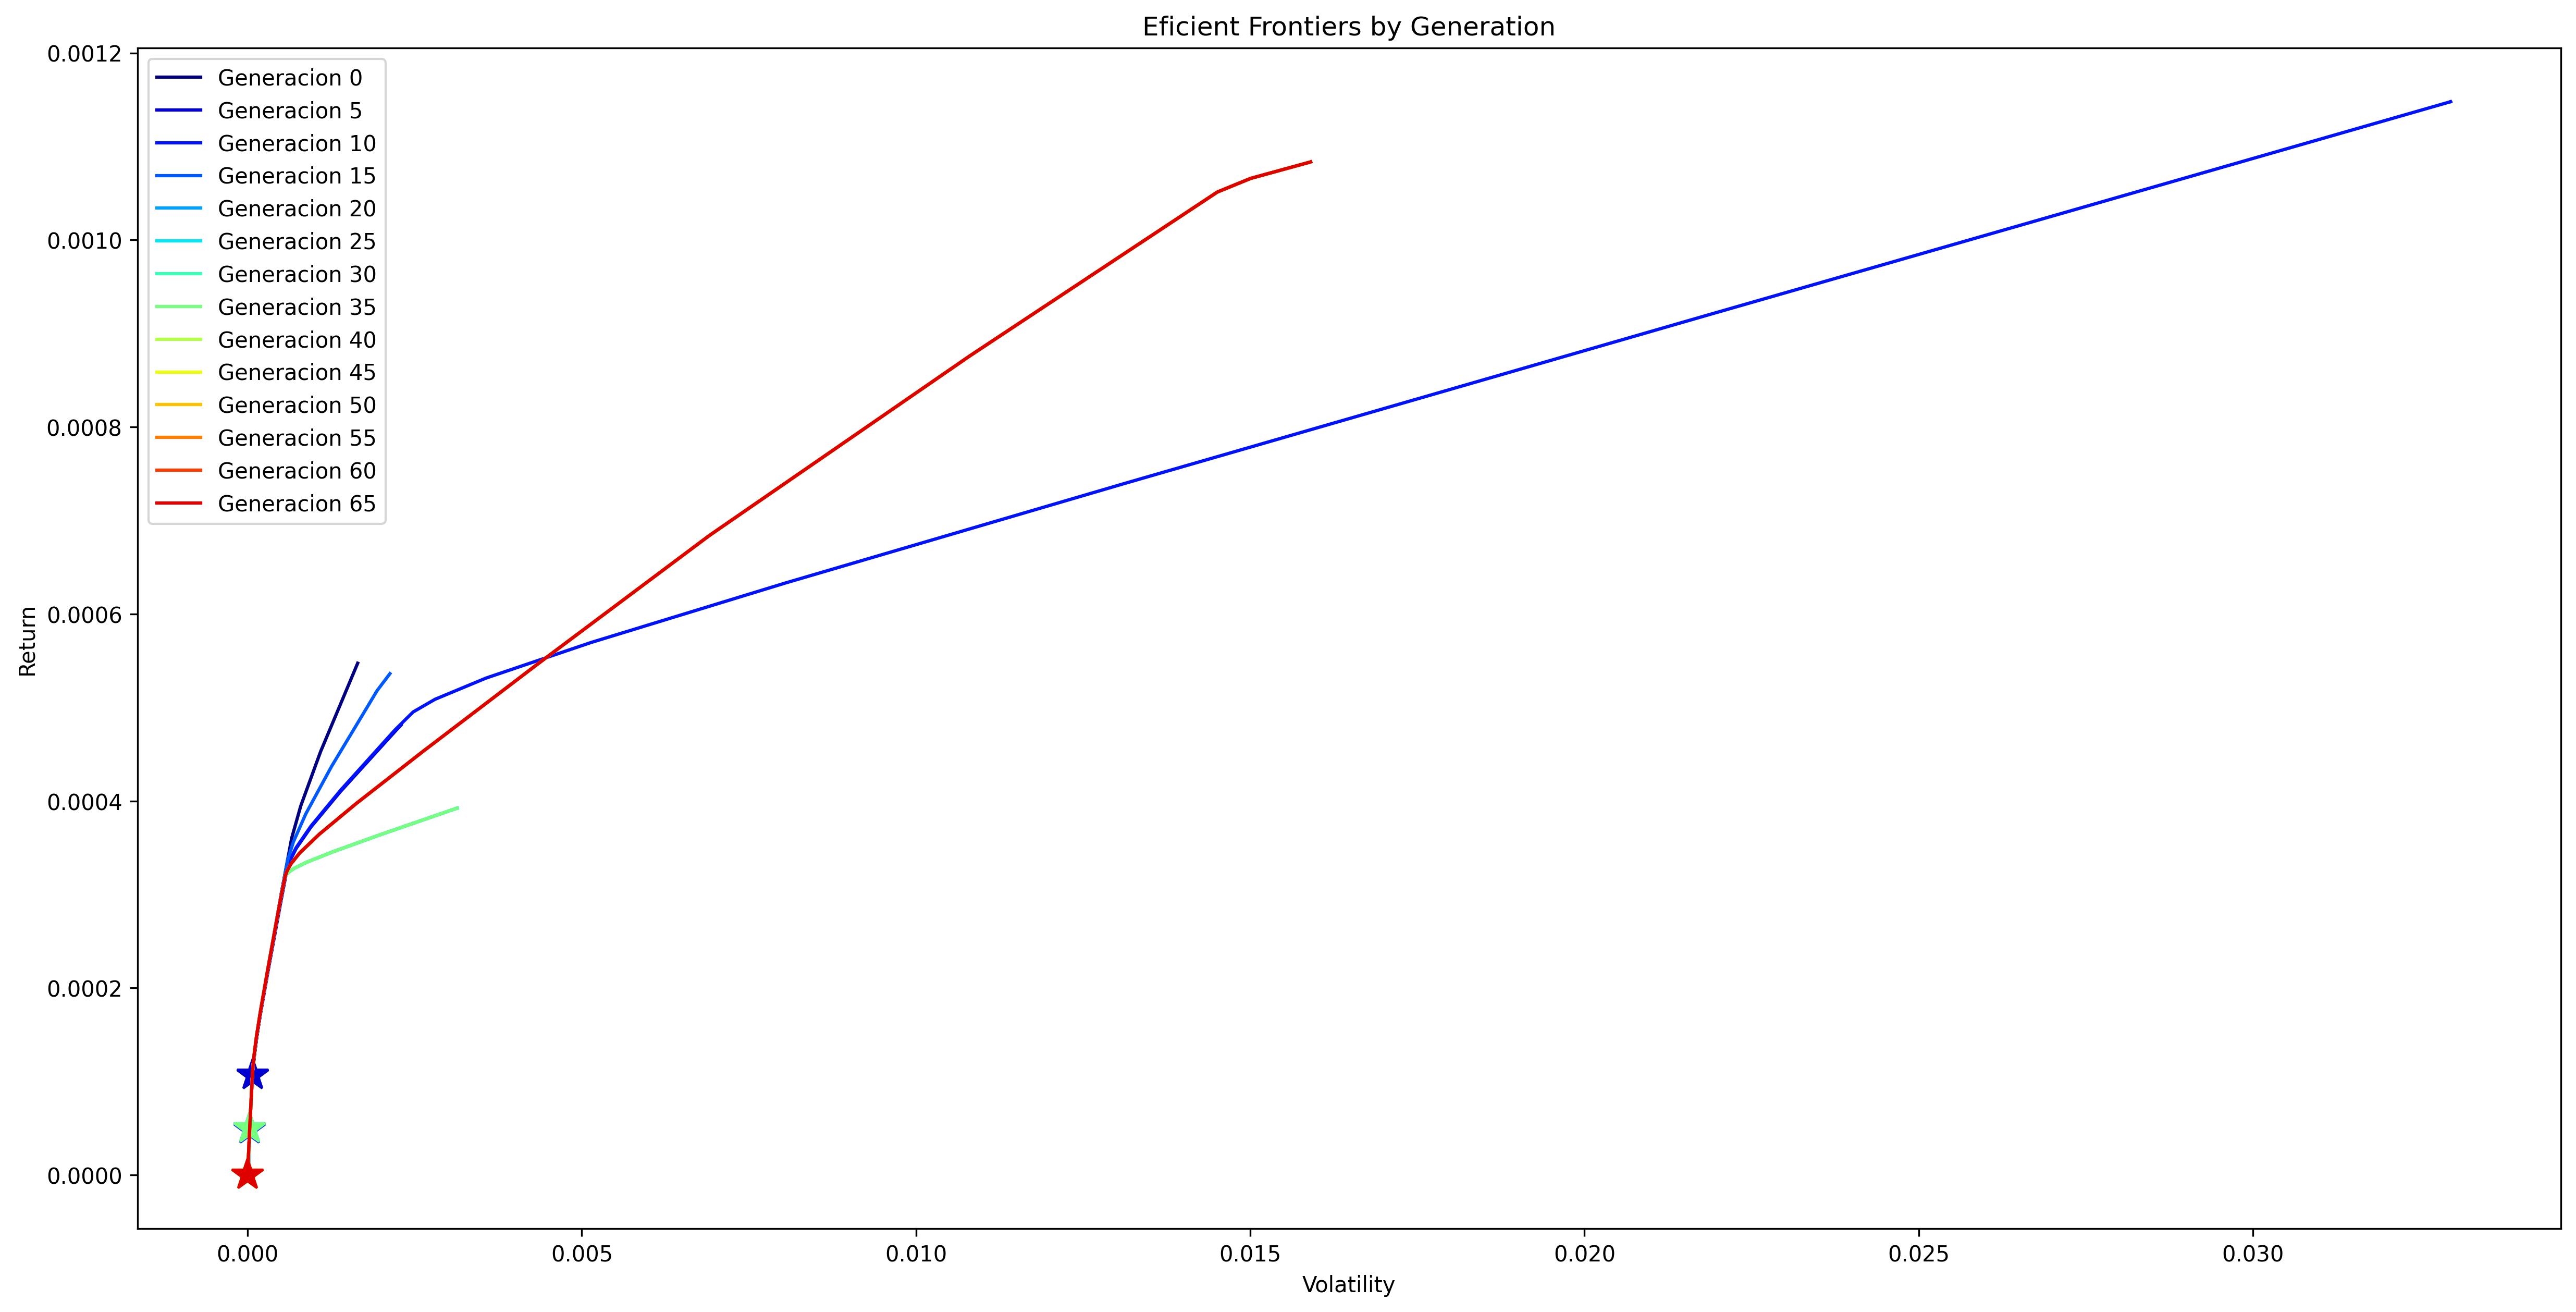 Eficient Frontiers by Generation
0.0012
0.0010
0.0008
0.0006
0.0004
0.0002
0.0000
Return
Generacion 0
Generacion 5
Generacion 10
Generacion 15
Generacion 20
Generacion 25
Generacion 30
Generacion 35
Generacion 40
Generacion 45
Generacion 50
Generacion 55
Generacion 60
Generacion 65
0.000 0.005 0.010 0.015 0.020 0.025 0.030
Volatility